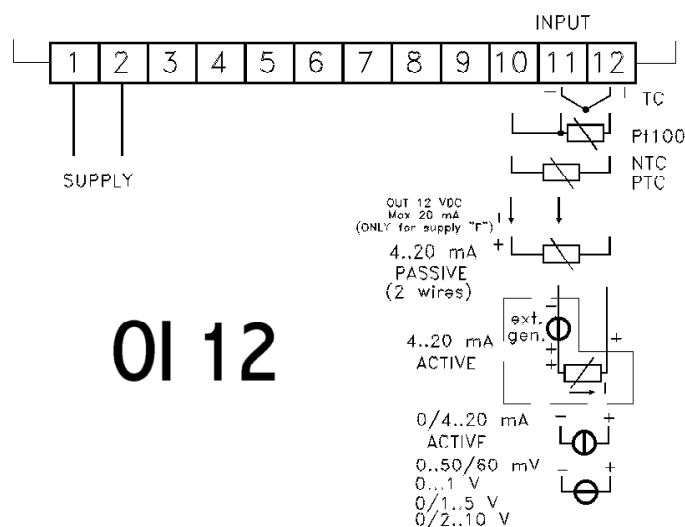 INPUT
1 2 3 4 5 6 7 8 9 10 11 12
- + TC
Pt100
NTC
PTC
SUPPLY
OUT 12 VDC
Max 20 mA
(ONLY for supply "F")
4..20 mA +
PASSIVE
(2 wires)
OI 12
ext.
gen.
4..20 mA
ACTIVE
0/4..20 mA - +
ACTIVE
0..50/60 mV - +
0...1 V
0/1..5 V
0/2..10 V